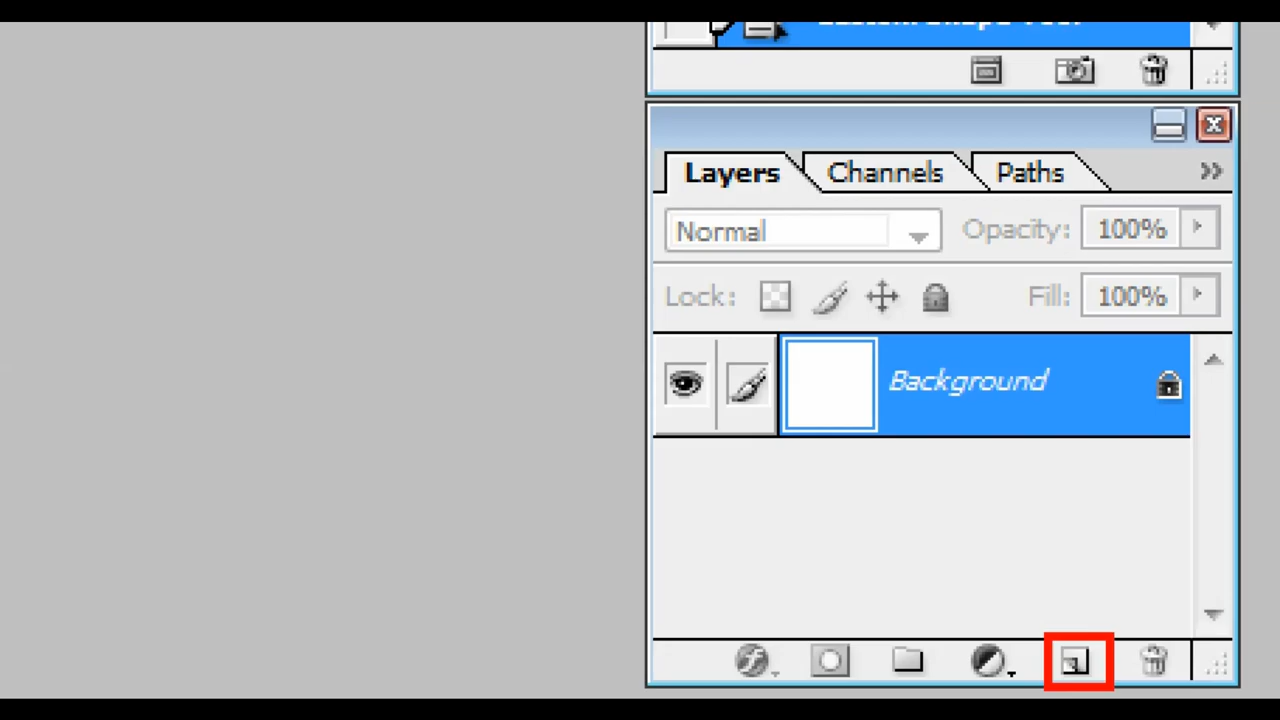 Layers Channels Paths
Normal Opacity: 100%
Lock: Fill: 100%
Background